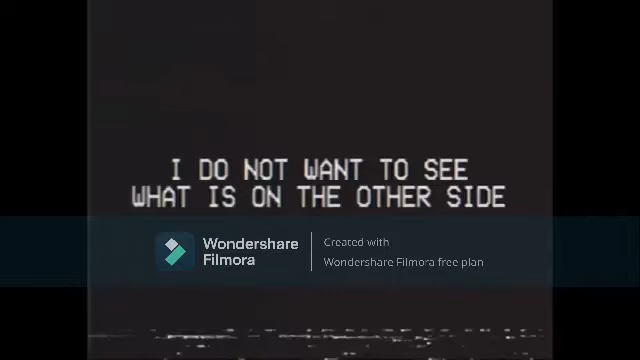 I DO NOT WANT TO SEE
WHAT IS ON THE OTHER SIDE
Wondershare
Filmora
Created with
Wondershare Filmora free plan